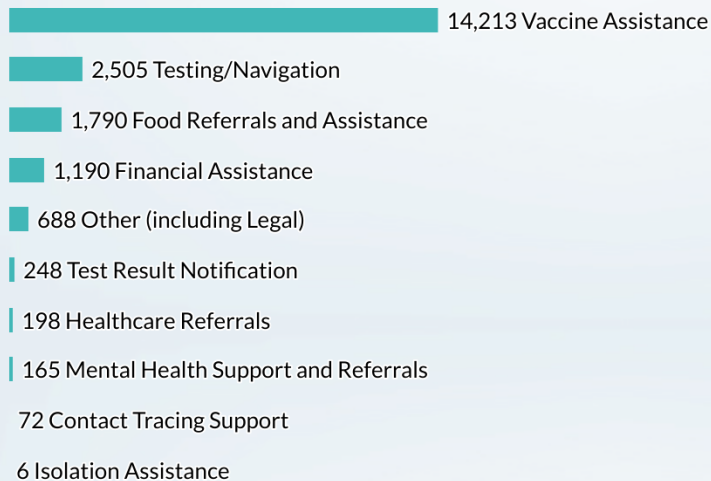 14,213 Vaccine Assistance
2,505 Testing/Navigation
1,790 Food Referrals and Assistance
1,190 Financial Assistance
688 Other (including Legal)
248 Test Result Notification
198 Healthcare Referrals
165 Mental Health Support and Referrals
72 Contact Tracing Support
6 Isolation Assistance